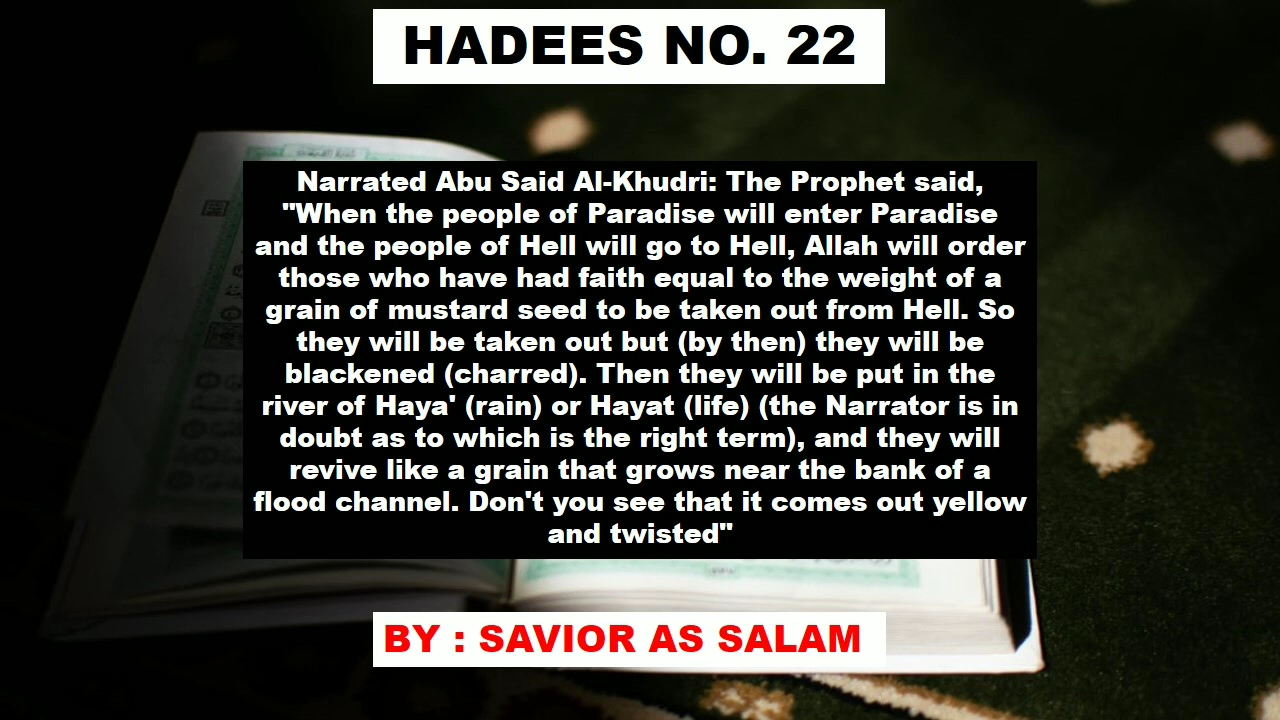 HADEES NO. 22
Narrated Abu Said Al-Khudri: The Prophet said,
"When the people of Paradise will enter Paradise
and the people of Hell will go to Hell, Allah will order
those who have had faith equal to the weight of a
grain of mustard seed to be taken out from Hell. So
they will be taken out but (by then) they will be
blackened (charred). Then they will be put in the
river of Haya' (rain) or Hayat (life) (the Narrator is in
doubt as to which is the right term), and they will
revive like a grain that grows near the bank of a
flood channel. Don't you see that it comes out yellow
and twisted"
BY : SAVIOR AS SALAM